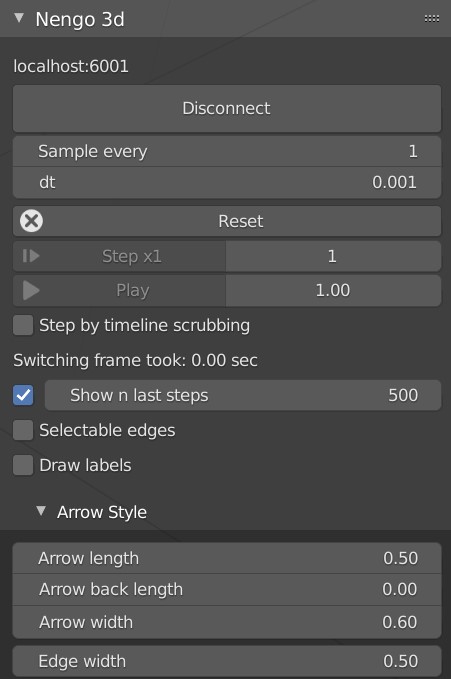 Nengo 3d
localhost:6001
Disconnect
Sample every 1
dt 0.001
Reset
Step x1 1
Play 1.00
Step by timeline scrubbing
Switching frame took: 0.00 sec
Show n last steps 500
Selectable edges
Draw labels
Arrow Style
Arrow length 0.50
Arrow back length 0.00
Arrow width 0.60
Edge width 0.50